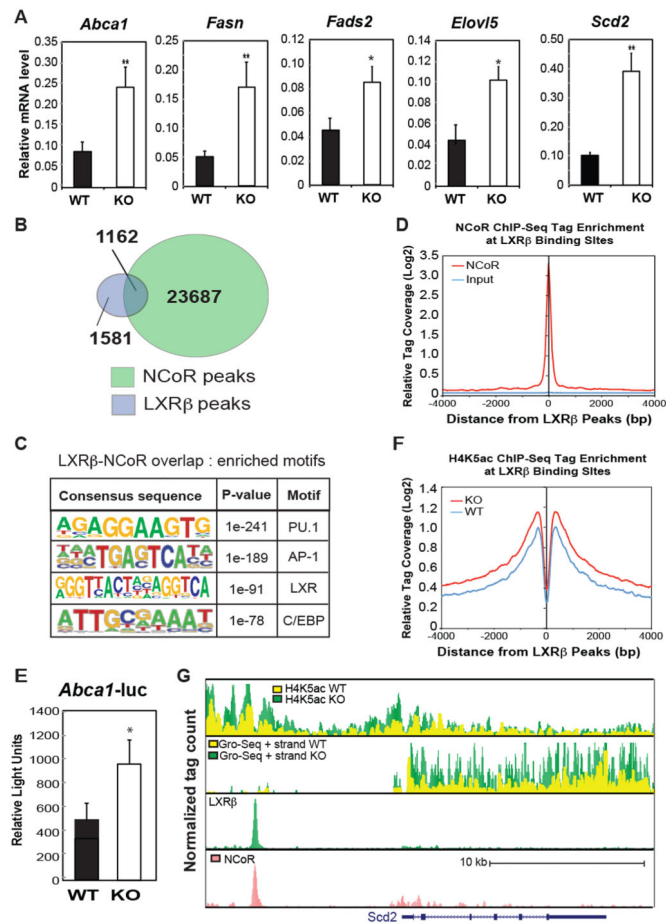 A
Abca1 Fasn Fads2 Elovl5 Scd2
Relative mRNA level
0.35
0.30
0.25
0.20
0.15
0.10
0.05
0.00
**
WT KO
0.25
0.20
0.15
0.10
0.05
0.00
**
WT KO
0.14
0.12
0.10
0.08
0.06
0.04
0.02
0.00
*
WT KO
0.14
0.12
0.10
0.08
0.06
0.04
0.02
0.00
*
WT KO
0.50
0.40
0.30
0.20
0.10
0.00
**
WT KO
B
1162
23687
1581
NCoR peaks
LXRβ peaks
D
NCoR ChIP-Seq Tag Enrichment
at LXRβ Binding SItes
Relative Tag Coverage (Log2)
3.5
3.0
2.5
2.0
1.5
1.0
0.5
0
NCoR
Input
-4000 -2000 0 2000 4000
Distance from LXRβ Peaks (bp)
C
LXRβ-NCoR overlap : enriched motifs
Consensus sequence P-value Motif
AGAGGAAGTG 1e-241 PU.1
TGAGTCA 1e-189 AP-1
GGGTTACT AGGTCA 1e-91 LXR
ATTGCGAAAT 1e-78 C/EBP
F
H4K5ac ChIP-Seq Tag Enrichment
at LXRβ Binding SItes
Relative Tag Coverage (Log2)
1.4
1.2
1.0
0.8
0.6
0.4
0.2
0
KO
WT
-4000 -2000 0 2000 4000
Distance from LXRβ Peaks (bp)
E
Abca1-luc
Relative Light Units
1400
1200
1000
800
600
400
200
0
*
WT KO
G
Normalized tag count
H4K5ac WT
H4K5ac KO
Gro-Seq + strand WT
Gro-Seq + strand KO
LXRβ
NCoR
10 kb
Scd2